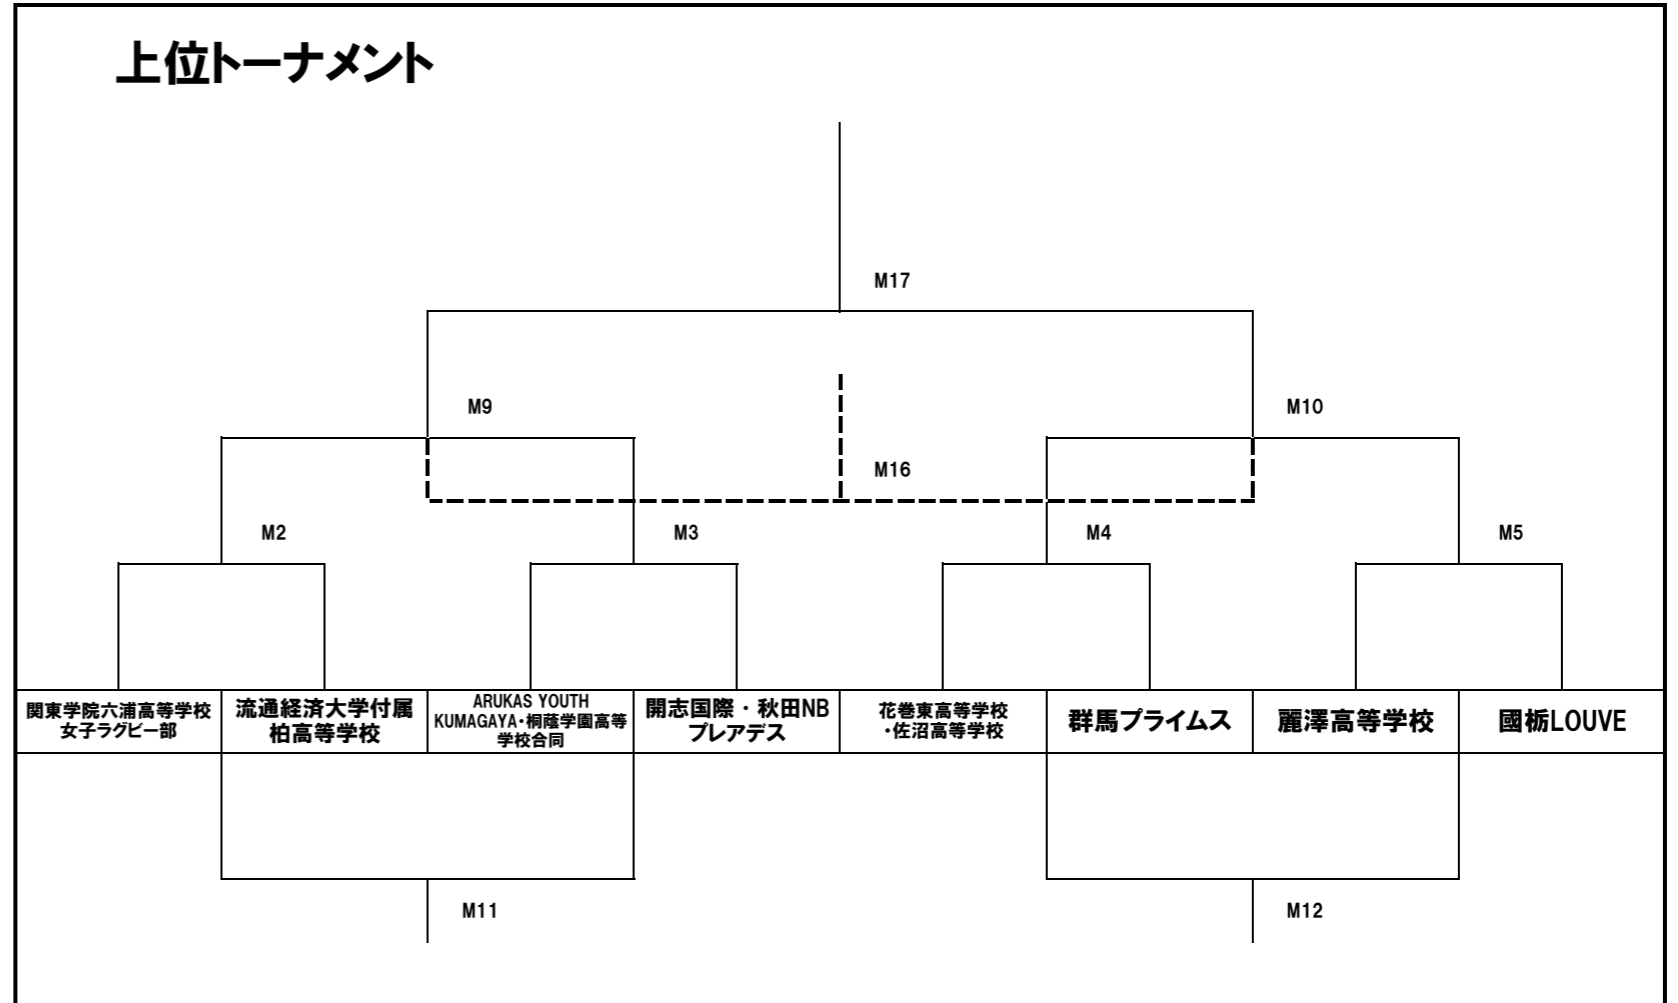 上位トーナメント
M17
M9
M10
M16
M2
M3
M4
M5
関東学院六浦高等学校
女子ラグビー部
流通経済大学付属
柏高等学校
ARUKAS YOUTH
KUMAGAYA・桐蔭学園高等
学校合同
開志国際・秋田NB
プレアデス
花巻東高等学校
・佐沼高等学校
群馬プライムス
麗澤高等学校
國栃LOUVE
M11
M12